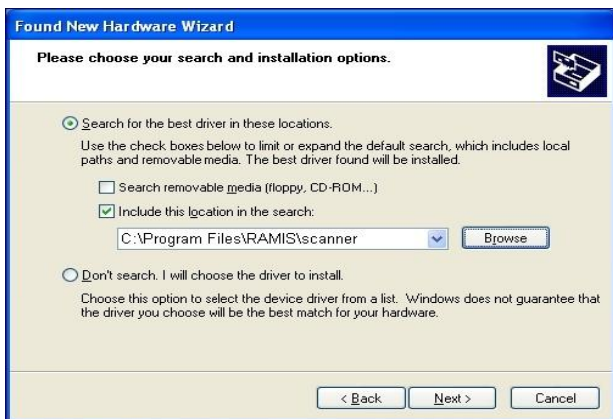 Found New Hardware Wizard
Please choose your search and installation options.
Search for the best driver in these locations.
Use the check boxes below to limit or expand the default search, which includes local
paths and removable media. The best driver found will be installed.
Search removable media (floppy, CD-ROM...)
Include this location in the search:
C:\Program Files\RAMIS\scanner
Browse
Don't search. I will choose the driver to install.
Choose this option to select the device driver from a list. Windows does not guarantee that
the driver you choose will be the best match for your hardware.
< Back Next > Cancel